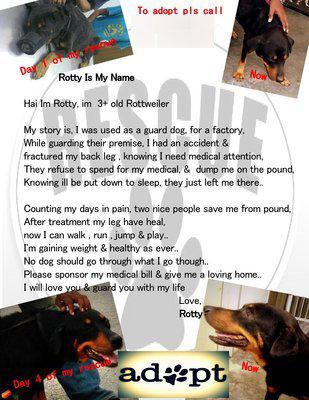 To adopt pls call
Day 1 of my rescue
Now
Rotty Is My Name
RESCUE
Hai Im Rotty, im 3+ old Rottweiler
My story is, I was used as a guard dog, for a factory,
While guarding their premise, I had an accident &
fractured my back leg , knowing I need medical attention,
They refuse to spend for my medical, & dump me on the pound,
Knowing ill be put down to sleep, they just left me there..
Counting my days in pain, two nice people save me from pound,
After treatment my leg have heal,
now I can walk , run , jump & play..
I'm gaining weight & healthy as ever..
No dog should go through what I go though..
Please sponsor my medical bill & give me a loving home..
I will love you & guard you with my life
Love,
Rotty
Day 4 of my rescue
Now
adopt